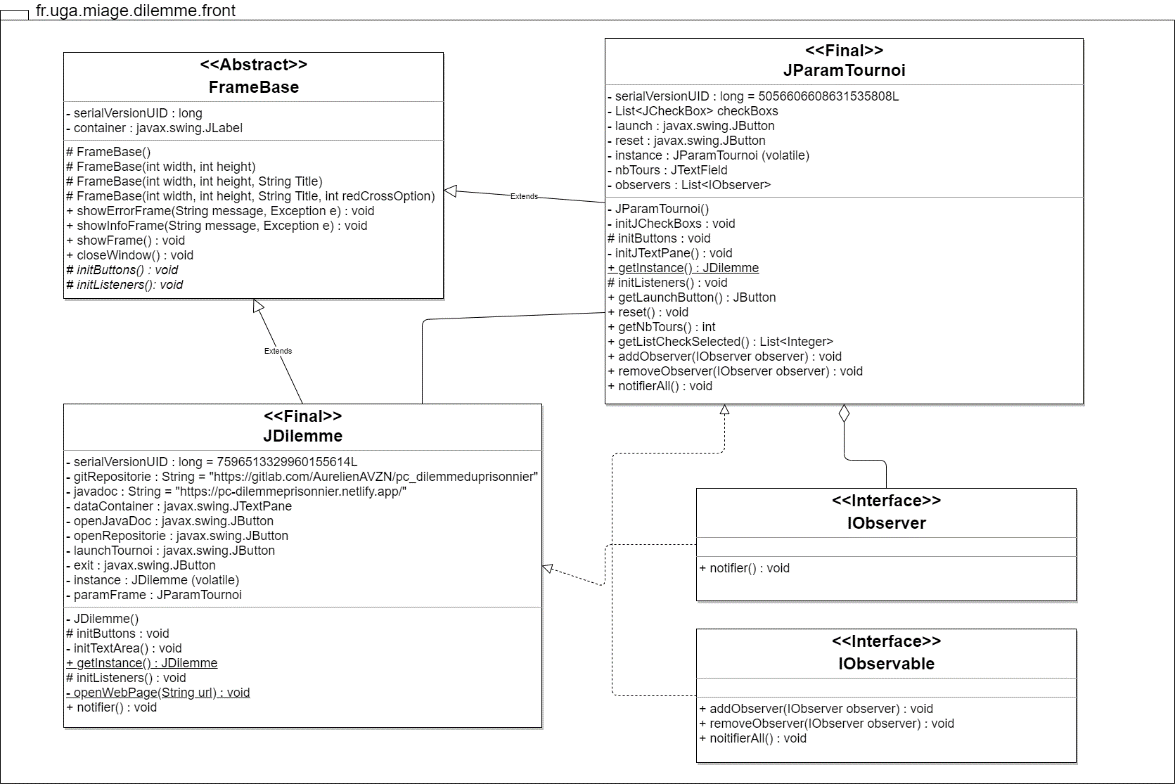 fr.uga.miage.dilemme.front
<<Abstract>>
FrameBase
- serialVersionUID : long
- container : javax.swing.JLabel
# FrameBase()
# FrameBase(int width, int height)
# FrameBase(int width, int height, String Title)
# FrameBase(int width, int height, String Title, int redCrossOption)
+ showErrorFrame(String message, Exception e) : void
+ showInfoFrame(String message, Exception e) : void
+ showFrame() : void
+ closeWindow() : void
# initButtons() : void
# initListeners(): void
<<Final>>
JParamTournoi
- serialVersionUID : long = 5056606608631535808L
- List<JCheckBox> checkBoxs
- launch : javax.swing.JButton
- reset : javax.swing.JButton
- instance : JParamTournoi (volatile)
- nbTours : JTextField
- observers : List<IObserver>
- JParamTournoi()
- initJCheckBoxs : void
# initButtons : void
- initJTextPane() : void
+ getInstance() : JDilemme
# initListeners() : void
+ getLaunchButton() : JButton
+ reset() : void
+ getNbTours() : int
+ getListCheckSelected() : List<Integer>
+ addObserver(IObserver observer) : void
+ removeObserver(IObserver observer) : void
+ notifierAll() : void
Extends
Extends
<<Final>>
JDilemme
- serialVersionUID : long = 7596513329960155614L
- gitRepositorie : String = "https://gitlab.com/AurelienAVZN/pc_dilemmeduprisonnier"
- javadoc : String = "https://pc-dilemmeprisonnier.netlify.app/"
- dataContainer : javax.swing.JTextPane
- openJavaDoc : javax.swing.JButton
- openRepositorie : javax.swing.JButton
- launchTournoi : javax.swing.JButton
- exit : javax.swing.JButton
- instance : JDilemme (volatile)
- paramFrame : JParamTournoi
- JDilemme()
# initButtons : void
- initTextArea() : void
+ getInstance() : JDilemme
# initListeners() : void
- openWebPage(String url) : void
+ notifier() : void
<<Interface>>
IObserver
+ notifier() : void
<<Interface>>
IObservable
+ addObserver(IObserver observer) : void
+ removeObserver(IObserver observer) : void
+ noitifierAll() : void